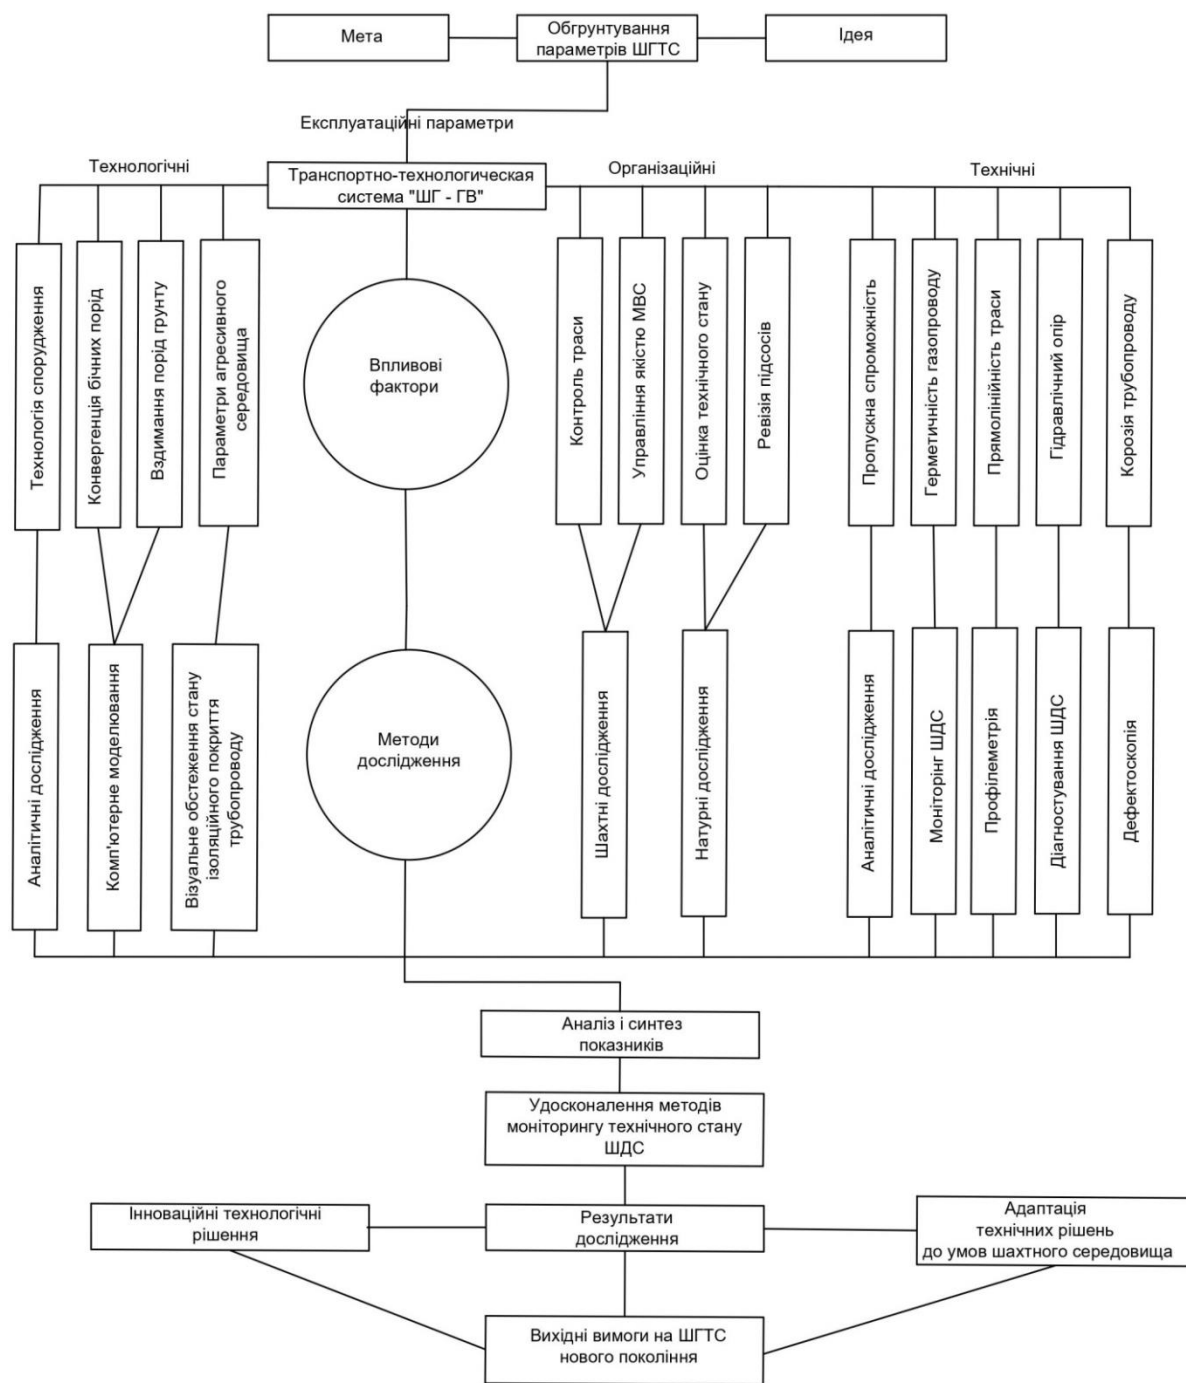 Мета
Обгрунтування
параметрів ШГТС
Ідея
Експлуатаційні параметри
Технологічні
Транспортно-технологическая
система "ШГ - ГВ"
Організаційні
Технічні
Технологія спорудження
Конвергенція бічних порід
Вздимання порід грунту
Параметри агресивного
середовища
Впливові
фактори
Контроль траси
Управління якістю МВС
Оцінка технічного стану
Ревізія підсосів
Пропускна спроможність
Герметичність газопроводу
Прямолінійність траси
Гідравлічний опір
Корозія трубопроводу
Аналітичні дослідження
Комп'ютерне моделювання
Візуальне обстеження стану
ізоляційного покриття
трубопроводу
Методи
дослідження
Шахтні дослідження
Натурні дослідження
Аналітичні дослідження
Моніторінг ШДС
Профілеметрія
Діагностування ШДС
Дефектоскопія
Аналіз і синтез
показників
Удосконалення методів
моніторингу технічного стану
ШДС
Інноваційні технологічні
рішення
Результати
дослідження
Адаптація
технічних рішень
до умов шахтного середовища
Вихідні вимоги на ШГТС
нового покоління